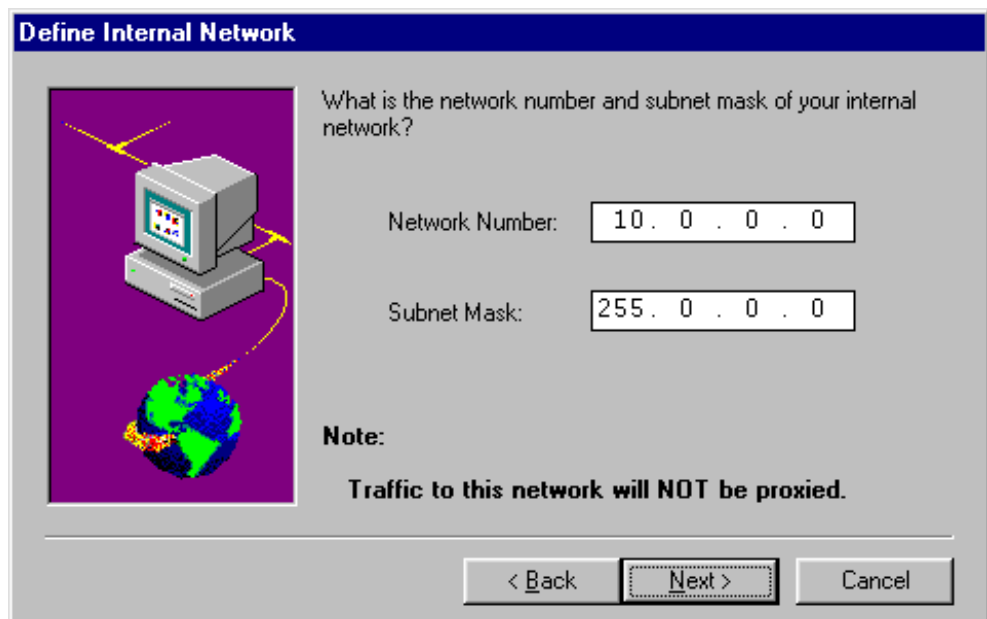 Define Internal Network
What is the network number and subnet mask of your internal
network?
Network Number: 10. 0 . 0 . 0
Subnet Mask: 255. 0 . 0 . 0
Note:
Traffic to this network will NOT be proxied.
< Back Next > Cancel